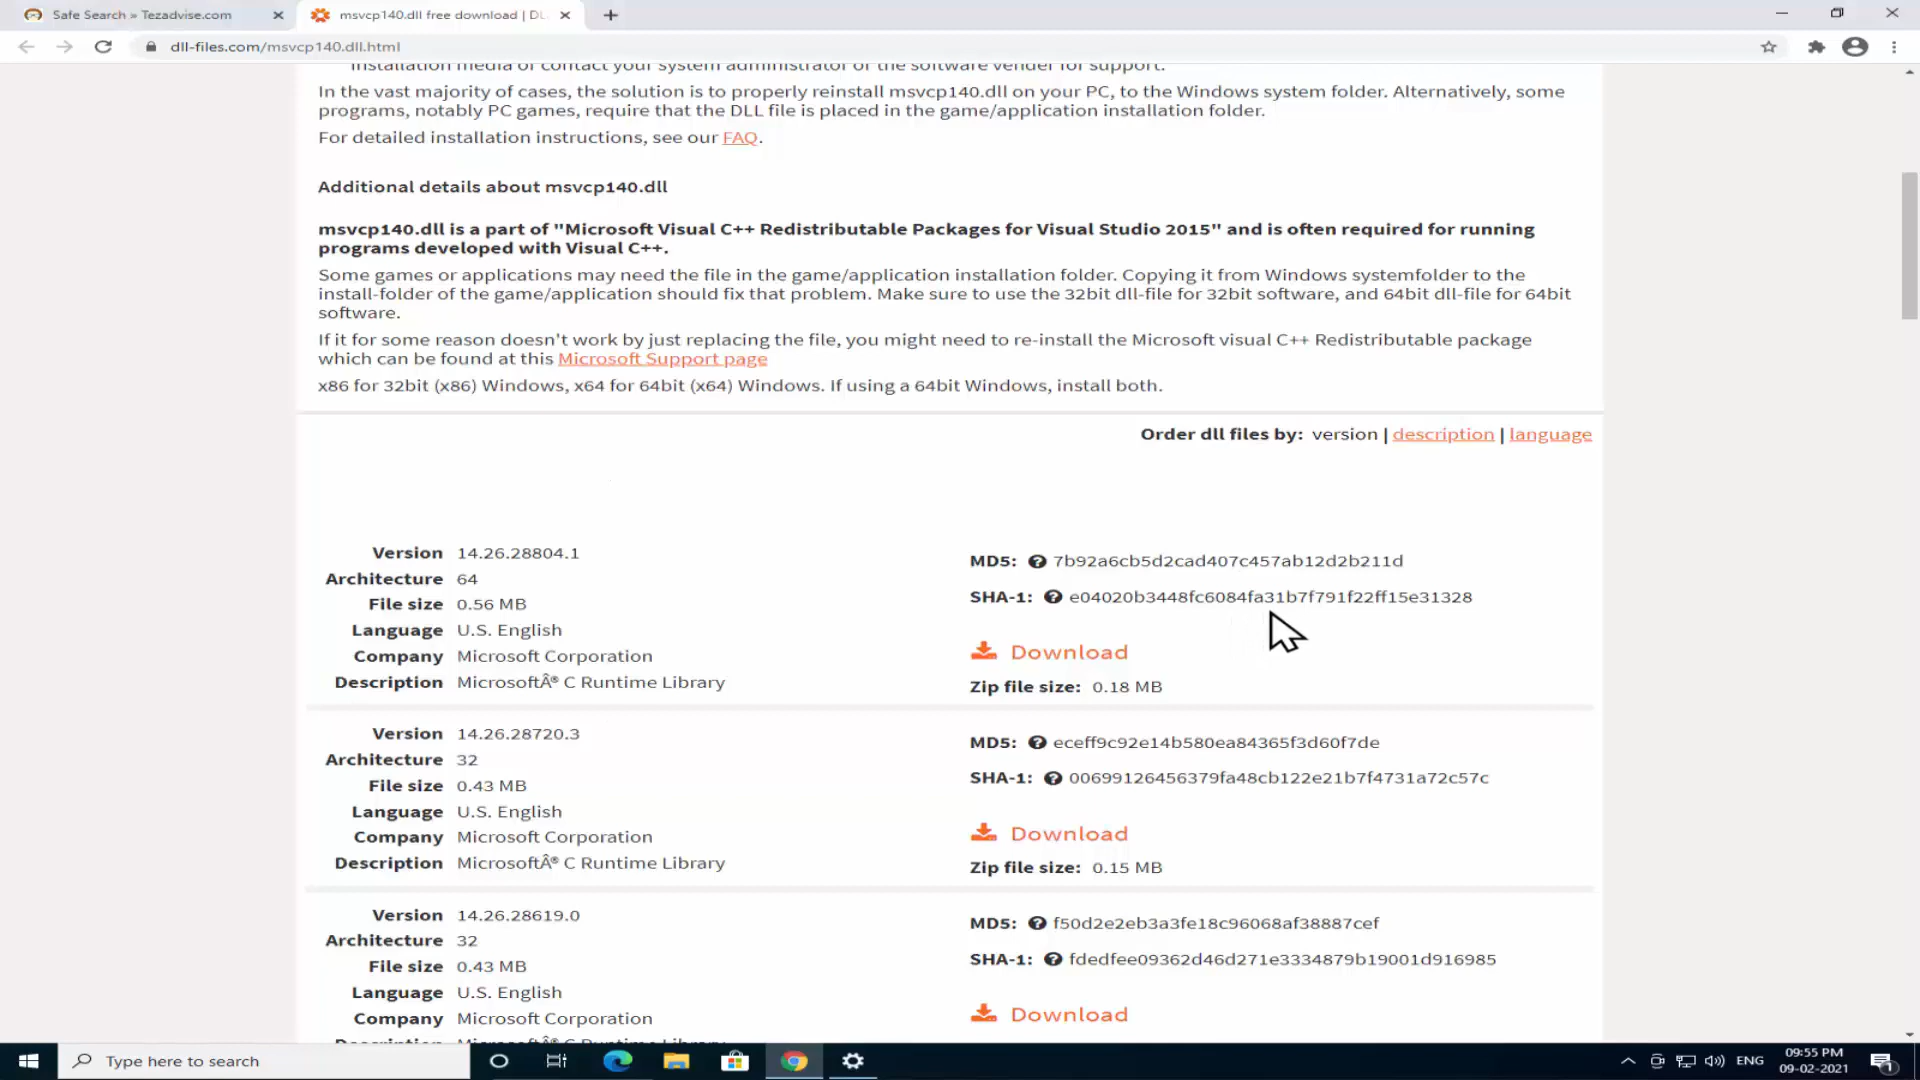 Safe Search » Tezadvise.com
msvcp140.dll free download | DL
dll-files.com/msvcp140.dll.html
installation media or contact your system administrator or the software vender for support.
In the vast majority of cases, the solution is to properly reinstall msvcp140.dll on your PC, to the Windows system folder. Alternatively, some
programs, notably PC games, require that the DLL file is placed in the game/application installation folder.
For detailed installation instructions, see our FAQ.
Additional details about msvcp140.dll
msvcp140.dll is a part of "Microsoft Visual C++ Redistributable Packages for Visual Studio 2015" and is often required for running
programs developed with Visual C++.
Some games or applications may need the file in the game/application installation folder. Copying it from Windows systemfolder to the
install-folder of the game/application should fix that problem. Make sure to use the 32bit dll-file for 32bit software, and 64bit dll-file for 64bit
software.
If it for some reason doesn't work by just replacing the file, you might need to re-install the Microsoft visual C++ Redistributable package
which can be found at this Microsoft Support page
x86 for 32bit (x86) Windows, x64 for 64bit (x64) Windows. If using a 64bit Windows, install both.
Order dll files by: version | description | language
Version 14.26.28804.1
Architecture 64
File size 0.56 MB
Language U.S. English
Company Microsoft Corporation
Description MicrosoftÂ® C Runtime Library
MD5: 7b92a6cb5d2cad407c457ab12d2b211d
SHA-1: e04020b3448fc6084fa31b7f791f22ff15e31328
Download
Zip file size: 0.18 MB
Version 14.26.28720.3
Architecture 32
File size 0.43 MB
Language U.S. English
Company Microsoft Corporation
Description MicrosoftÂ® C Runtime Library
MD5: eceff9c92e14b580ea84365f3d60f7de
SHA-1: 00699126456379fa48cb122e21b7f4731a72c57c
Download
Zip file size: 0.15 MB
Version 14.26.28619.0
Architecture 32
File size 0.43 MB
Language U.S. English
Company Microsoft Corporation
MD5: f50d2e2eb3a3fe18c96068af38887cef
SHA-1: fdedfee09362d46d271e3334879b19001d916985
Download
Type here to search
ENG
09:55 PM
09-02-2021
1